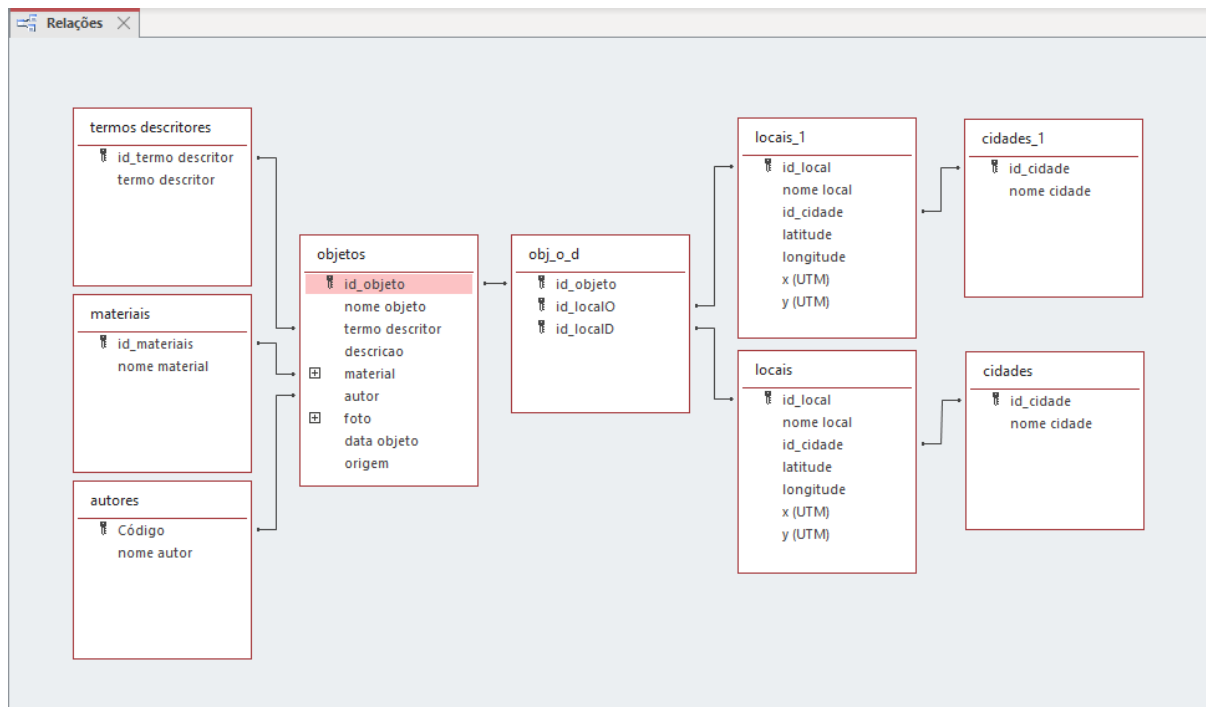 Relações
termos descritores
id_termo descritor
termo descritor
materiais
id_materiais
nome material
autores
Código
nome autor
objetos
id_objeto
nome objeto
termo descritor
descricao
material
autor
foto
data objeto
origem
obj_o_d
id_objeto
id_localO
id_localD
locais_1
id_local
nome local
id_cidade
latitude
longitude
x (UTM)
y (UTM)
locais
id_local
nome local
id_cidade
latitude
longitude
x (UTM)
y (UTM)
cidades_1
id_cidade
nome cidade
cidades
id_cidade
nome cidade